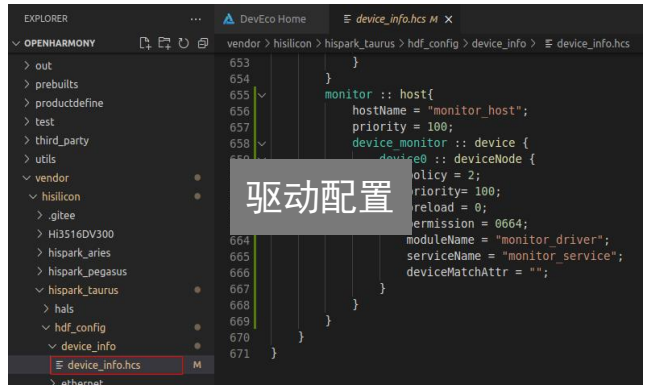 EXPLORER ...
OPENHARMONY
out
prebuilts
productdefine
test
third_party
utils
vendor
hisilicon
.gitee
Hi3516DV300
hispark_aries
hispark_pegasus
hispark_taurus
hals
hdf_config
device_info
device_info.hcs M
ethernet
DevEco Home device_info.hcs M ×
vendor > hisilicon > hispark_taurus > hdf_config > device_info > device_info.hcs
653 }
654 }
655 monitor :: host{
656 hostName = "monitor_host";
657 priority = 100;
658 device_monitor :: device {
device0 :: deviceNode {
policy = 2;
priority= 100;
preload = 0;
permission = 0664;
664 moduleName = "monitor_driver";
665 serviceName = "monitor_service";
666 deviceMatchAttr = "";
667 }
668 }
669 }
670 }
671 }
驱动配置